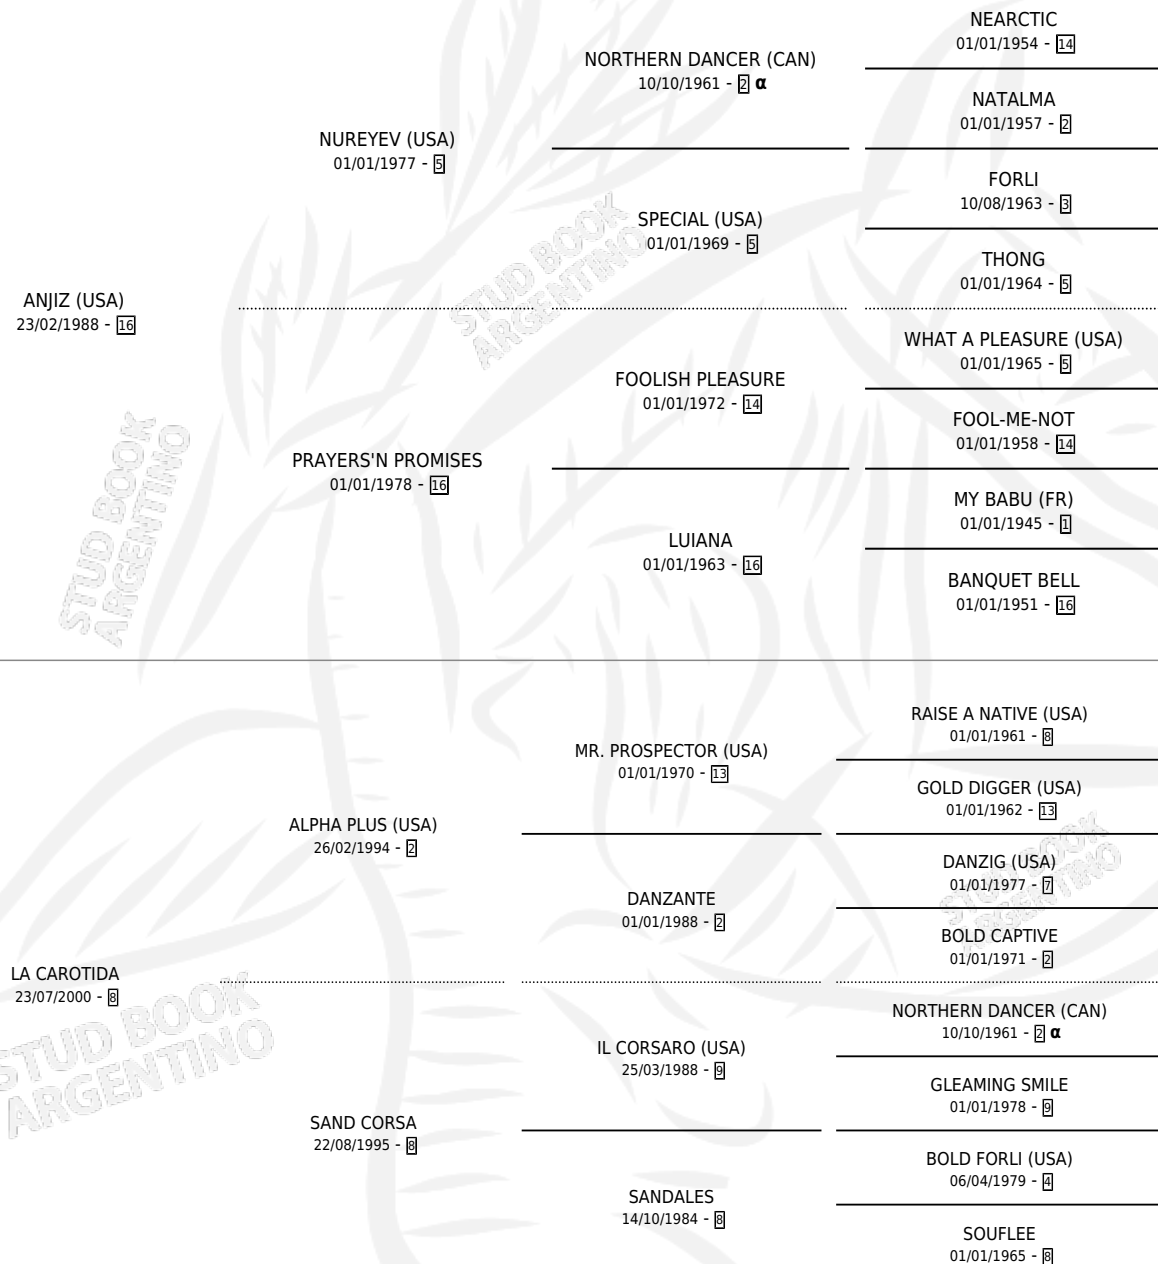 NEARCTIC
01/01/1954 - 14
NORTHERN DANCER (CAN)
10/10/1961 - 2 α
NATALMA
01/01/1957 - 2
NUREYEV (USA)
01/01/1977 - 5
FORLI
10/08/1963 - 3
SPECIAL (USA)
01/01/1969 - 5
THONG
01/01/1964 - 5
ANJIZ (USA)
23/02/1988 - 16
WHAT A PLEASURE (USA)
01/01/1965 - 5
FOOLISH PLEASURE
01/01/1972 - 14
FOOL-ME-NOT
01/01/1958 - 14
PRAYERS'N PROMISES
01/01/1978 - 16
MY BABU (FR)
01/01/1945 - 1
LUIANA
01/01/1963 - 16
BANQUET BELL
01/01/1951 - 16
RAISE A NATIVE (USA)
01/01/1961 - 8
MR. PROSPECTOR (USA)
01/01/1970 - 13
GOLD DIGGER (USA)
01/01/1962 - 13
ALPHA PLUS (USA)
26/02/1994 - 2
DANZIG (USA)
01/01/1977 - 7
DANZANTE
01/01/1988 - 2
BOLD CAPTIVE
01/01/1971 - 2
LA CAROTIDA
23/07/2000 - 8
NORTHERN DANCER (CAN)
10/10/1961 - 2 α
IL CORSARO (USA)
25/03/1988 - 9
GLEAMING SMILE
01/01/1978 - 9
SAND CORSA
22/08/1995 - 8
BOLD FORLI (USA)
06/04/1979 - 4
SANDALES
14/10/1984 - 8
SOUFLEE
01/01/1965 - 8
STUD BOOK
ARGENTINO
STUD BOOK
ARGENTINO
STUD BOOK
ARGENTINO
STUD BOOK
ARGENTINO